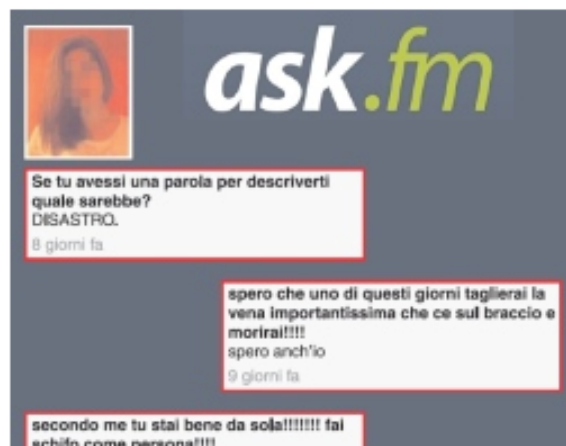 ask.fm
Se tu avessi una parola per descriverti
quale sarebbe?
DISASTRO.
8 giorni fa
spero che uno di questi giorni taglierai la
vena importantissima che ce sul braccio e
morirai!!!!
spero anch'io
9 giorni fa
secondo me tu stai bene da sola!!!!!!! fai
schifo come persona!!!!